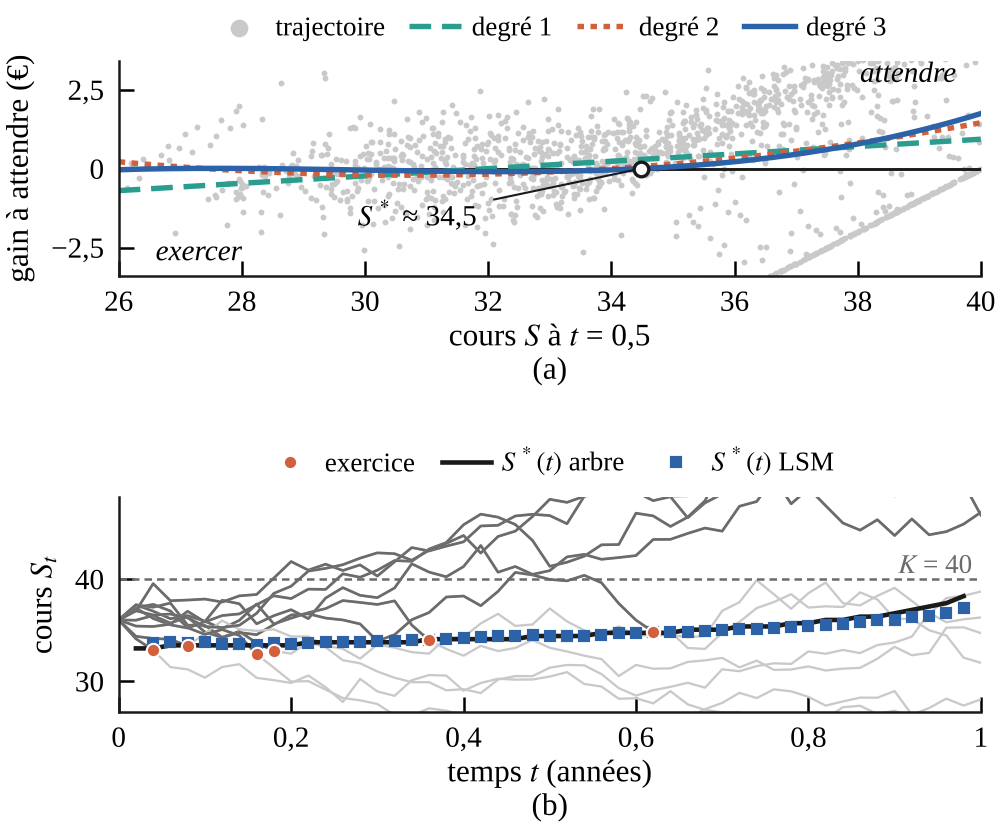 trajectoire degré 1 degré 2 degré 3
gain à attendre (€)
2,5
0
−2,5
attendre
S* ≈ 34,5
exercer
26 28 30 32 34 36 38 40
cours S à t = 0,5
(a)
exercice S*(t) arbre S*(t) LSM
cours Sₜ
40
30
K = 40
0 0,2 0,4 0,6 0,8 1
temps t (années)
(b)